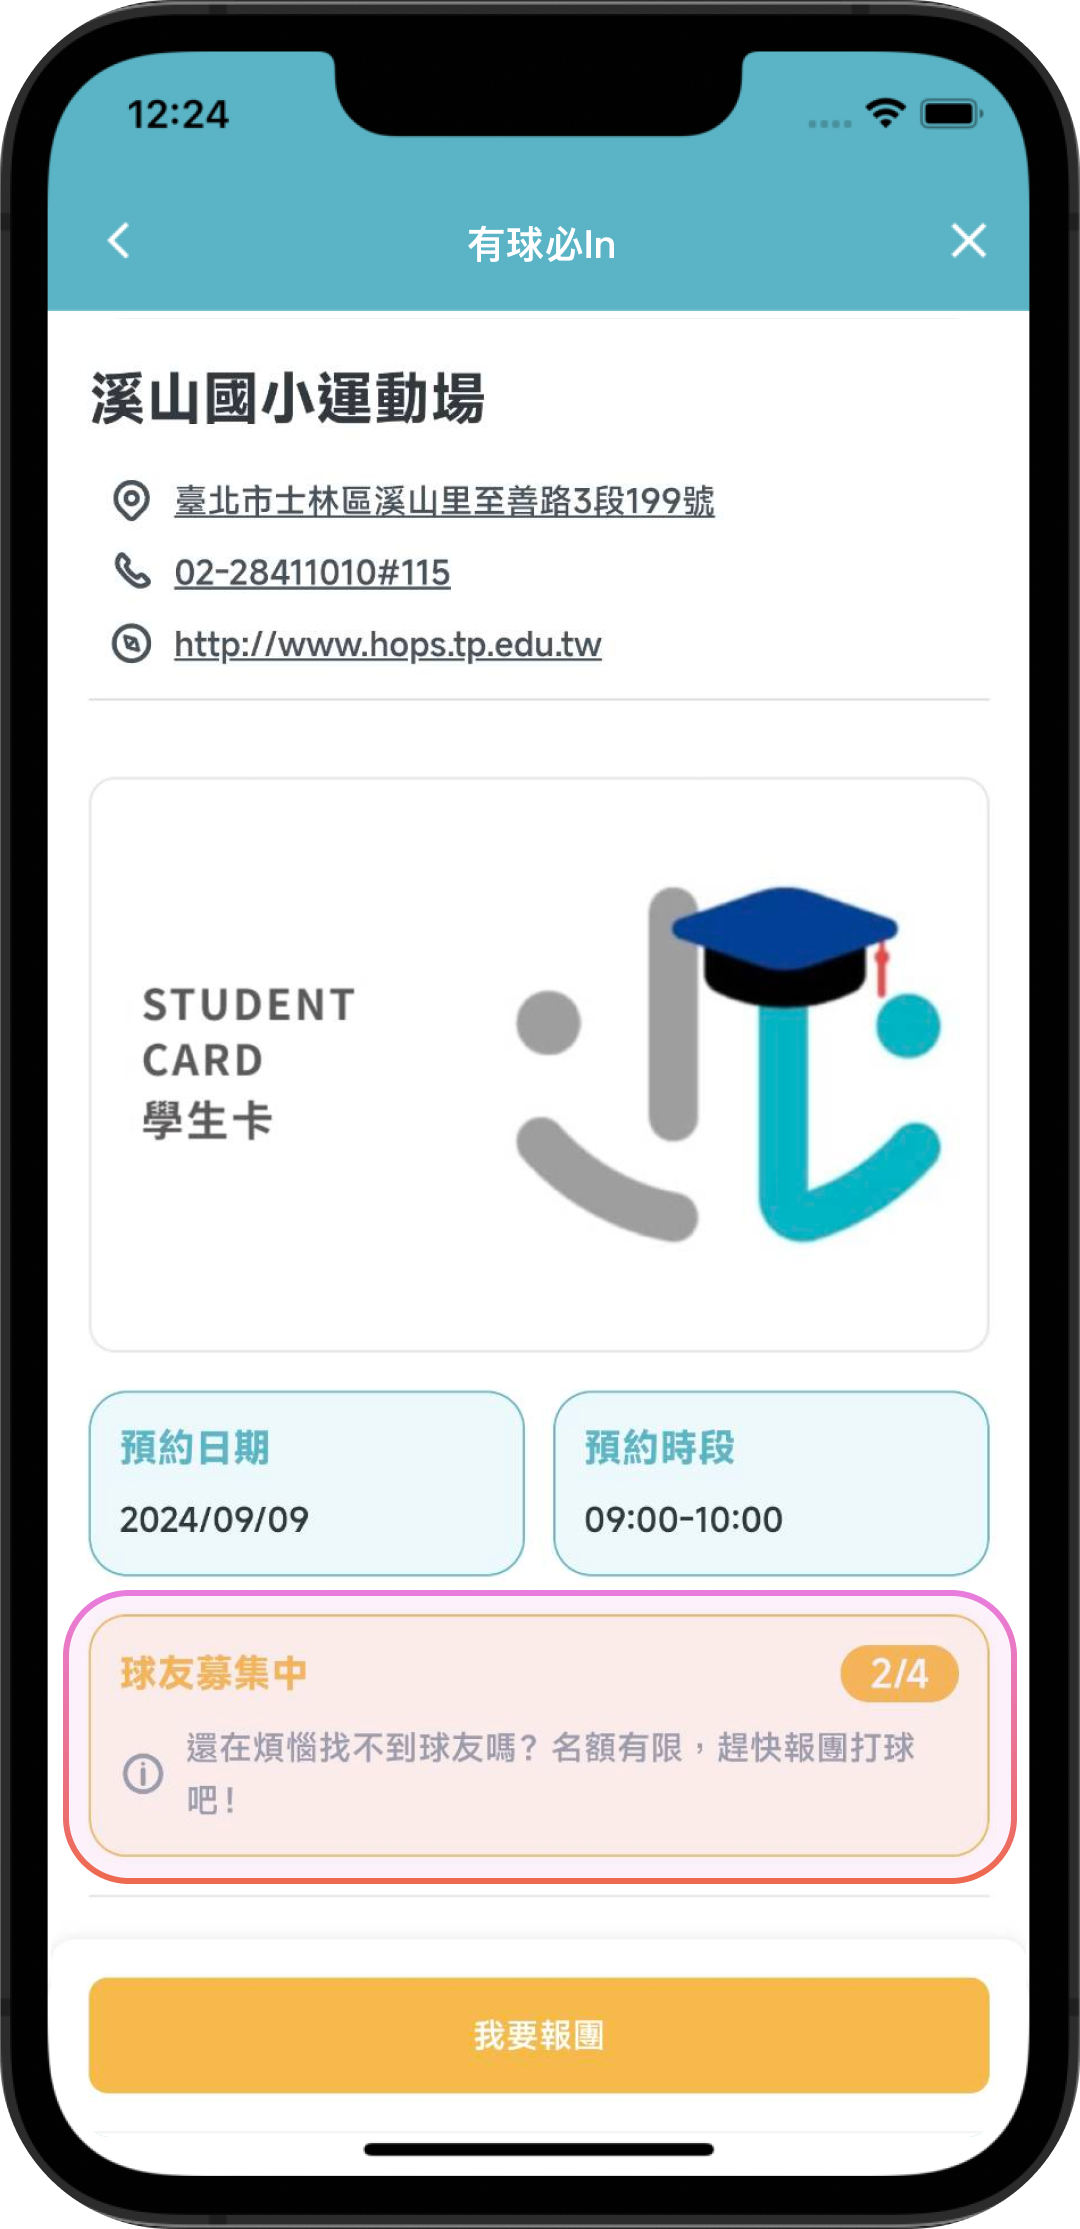 12:24
有球必In
溪山國小運動場
臺北市士林區溪山里至善路3段199號
02-28411010#115
http://www.hops.tp.edu.tw
STUDENT
CARD
學生卡
預約日期
2024/09/09
預約時段
09:00-10:00
球友募集中
2/4
還在煩惱找不到球友嗎？名額有限，趕快報團打球
吧！
我要報團